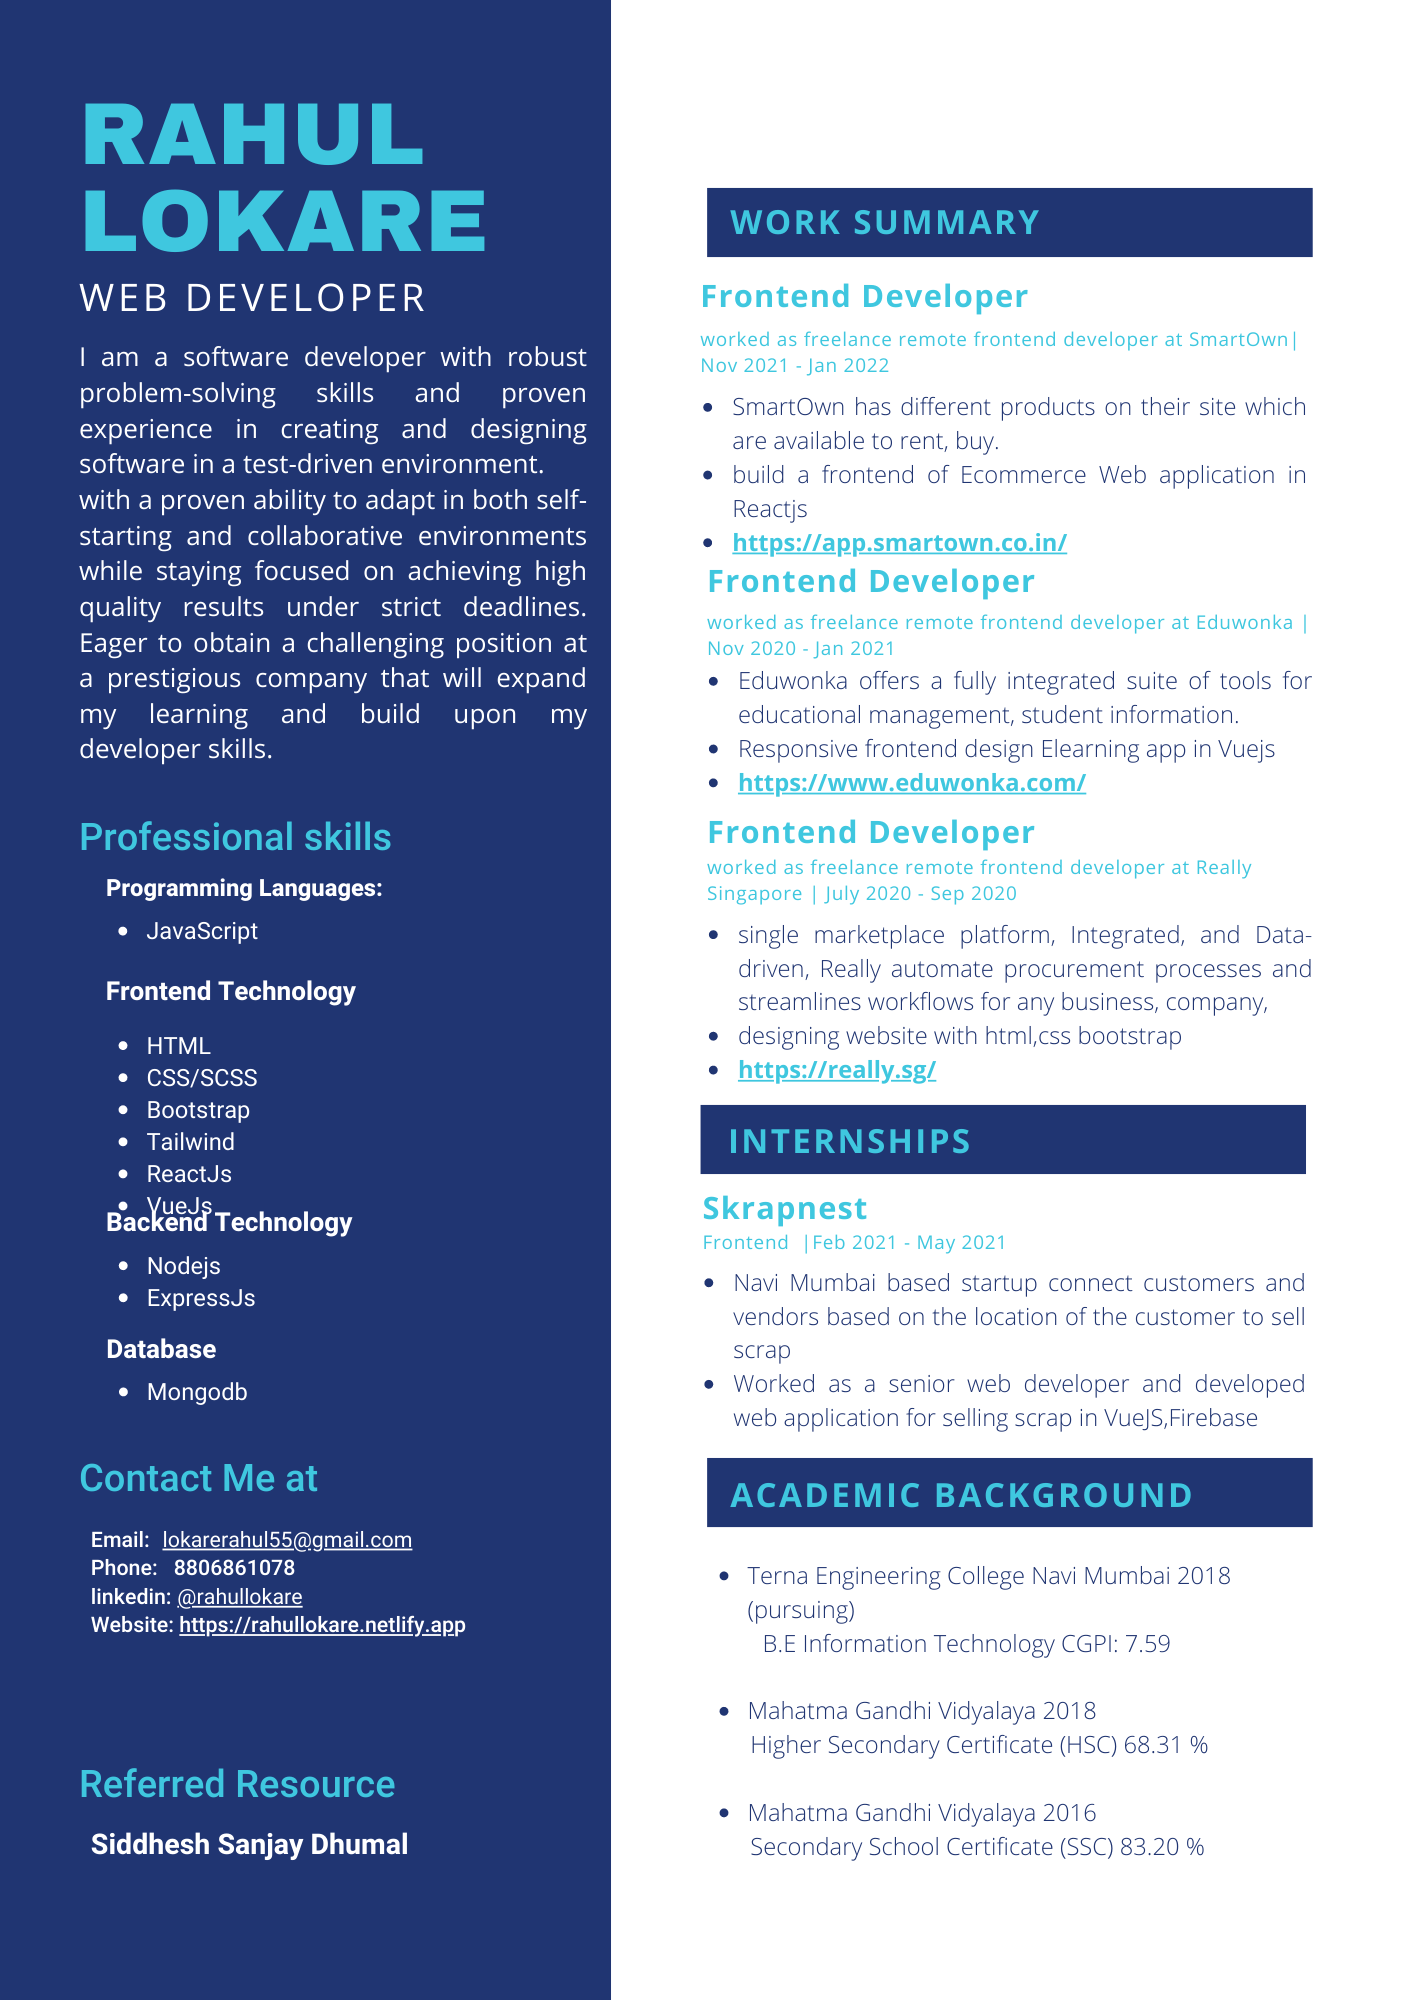 RAHUL
LOKARE
WEB DEVELOPER
I am a software developer with robust
problem-solving skills and proven
experience in creating and designing
software in a test-driven environment.
with a proven ability to adapt in both self-
starting and collaborative environments
while staying focused on achieving high
quality results under strict deadlines.
Eager to obtain a challenging position at
a prestigious company that will expand
my learning and build upon my
developer skills.
Professional skills
Programming Languages:
• JavaScript
Frontend Technology
• HTML
• CSS/SCSS
• Bootstrap
• Tailwind
• ReactJs
• VueJs
Backend Technology
• Nodejs
• ExpressJs
Database
• Mongodb
Contact Me at
Email: lokarerahul55@gmail.com
Phone: 8806861078
linkedin: @rahullokare
Website: https://rahullokare.netlify.app
Referred Resource
Siddhesh Sanjay Dhumal
WORK SUMMARY
Frontend Developer
worked as freelance remote frontend developer at SmartOwn|
Nov 2021 - Jan 2022
• SmartOwn has different products on their site which
are available to rent, buy.
• build a frontend of Ecommerce Web application in
Reactjs
• https://app.smartown.co.in/
Frontend Developer
worked as freelance remote frontend developer at Eduwonka |
Nov 2020 - Jan 2021
• Eduwonka offers a fully integrated suite of tools for
educational management, student information.
• Responsive frontend design Elearning app in Vuejs
• https://www.eduwonka.com/
Frontend Developer
worked as freelance remote frontend developer at Really
Singapore | July 2020 - Sep 2020
• single marketplace platform, Integrated, and Data-
driven, Really automate procurement processes and
streamlines workflows for any business, company,
• designing website with html,css bootstrap
• https://really.sg/
INTERNSHIPS
Skrapnest
Frontend |Feb 2021 - May 2021
• Navi Mumbai based startup connect customers and
vendors based on the location of the customer to sell
scrap
• Worked as a senior web developer and developed
web application for selling scrap in VueJS,Firebase
ACADEMIC BACKGROUND
• Terna Engineering College Navi Mumbai 2018
(pursuing)
B.E Information Technology CGPI: 7.59
• Mahatma Gandhi Vidyalaya 2018
Higher Secondary Certificate (HSC) 68.31 %
• Mahatma Gandhi Vidyalaya 2016
Secondary School Certificate (SSC) 83.20 %